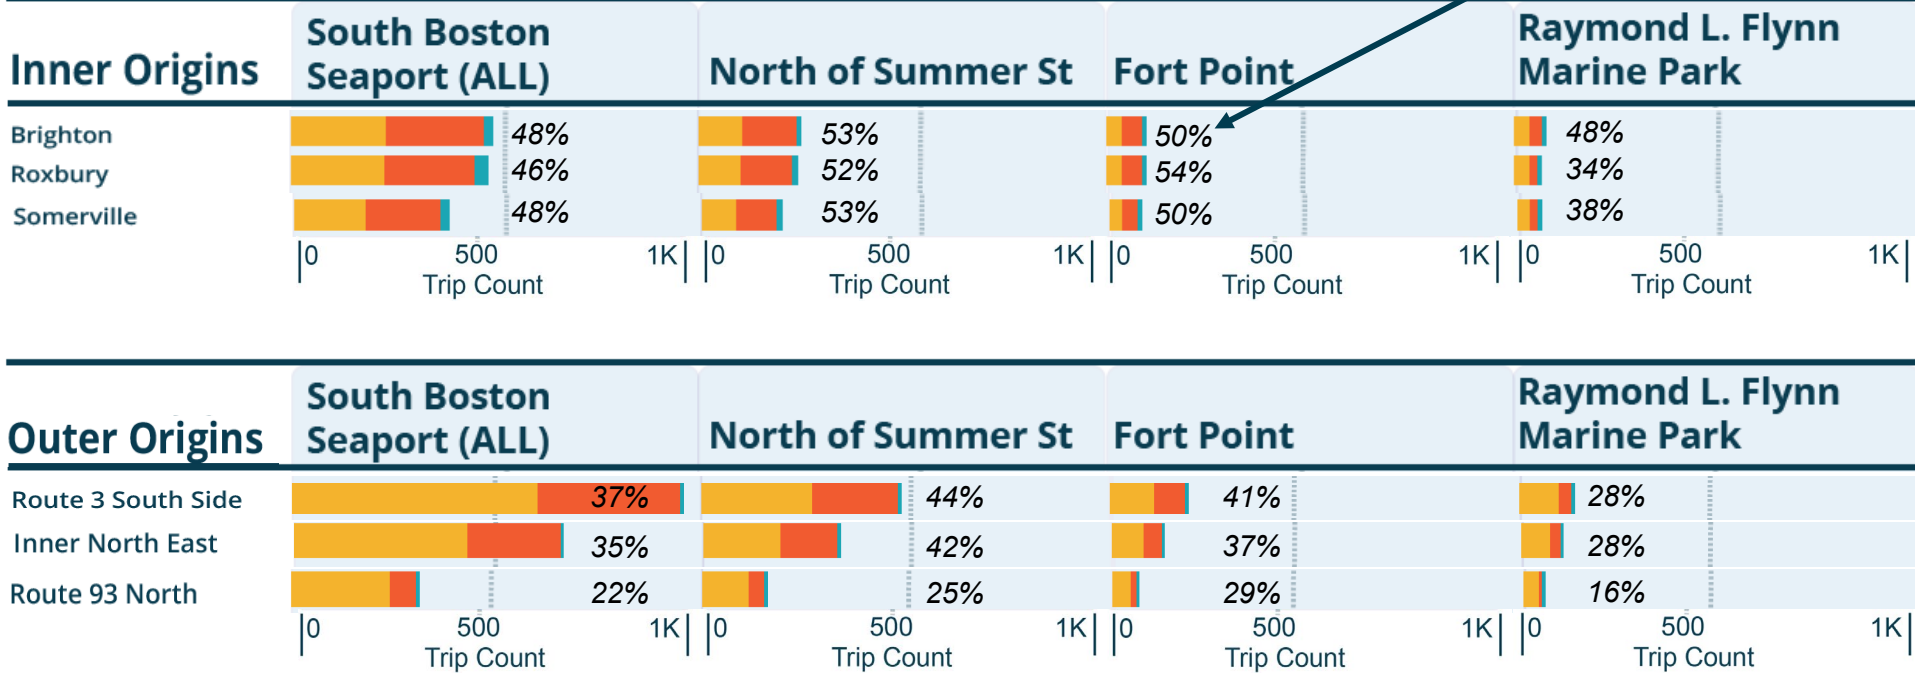 Inner Origins
South Boston
Seaport (ALL)
North of Summer St
Fort Point
Raymond L. Flynn
Marine Park
Brighton 48% 53% 50% 48%
Roxbury 46% 52% 54% 34%
Somerville 48% 53% 50% 38%
0 500 1K 0 500 1K 0 500 1K 0 500 1K
Trip Count Trip Count Trip Count Trip Count
Outer Origins
South Boston
Seaport (ALL)
North of Summer St
Fort Point
Raymond L. Flynn
Marine Park
Route 3 South Side 37% 44% 41% 28%
Inner North East 35% 42% 37% 28%
Route 93 North 22% 25% 29% 16%
0 500 1K 0 500 1K 0 500 1K 0 500 1K
Trip Count Trip Count Trip Count Trip Count